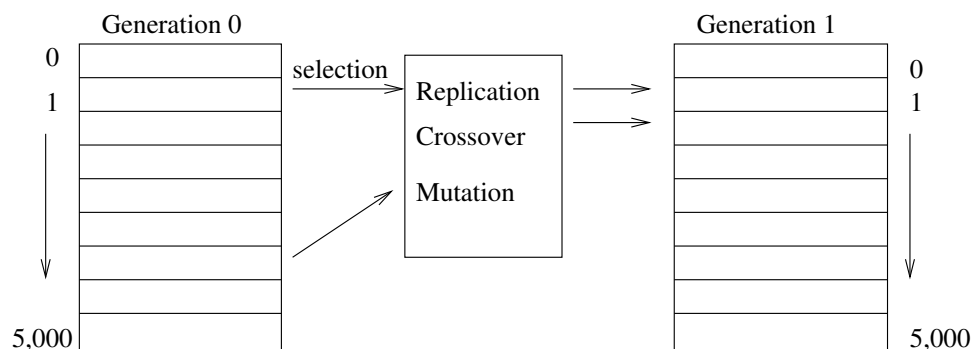 Generation 0
0
1
5,000
selection
Replication
Crossover
Mutation
Generation 1
0
1
5,000